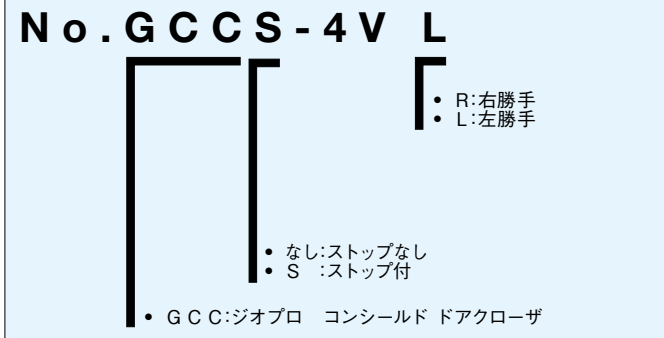 No.GCCS-4V L
• R:右勝手
• L:左勝手
• なし:ストップなし
• S :ストップ付
• GCC:ジオプロ コンシールド ドアクローザ